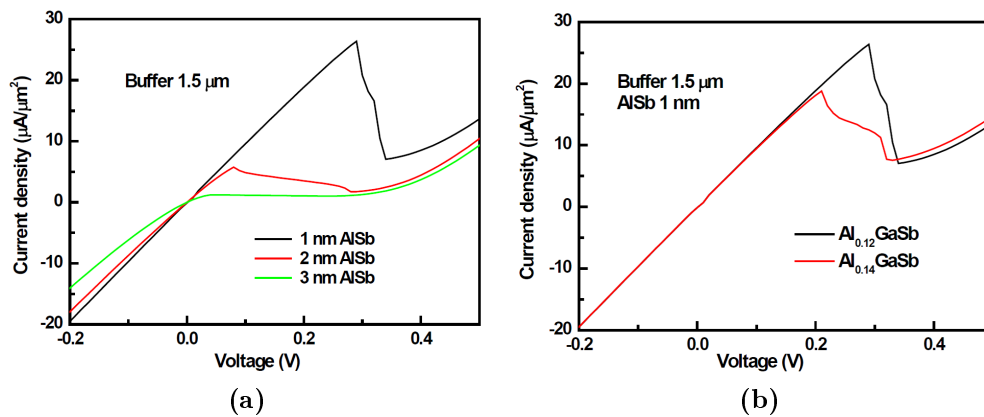 (a)
30
20
10
0
-10
-20
Current density (µA/µm²)
Buffer 1.5 µm
1 nm AlSb
2 nm AlSb
3 nm AlSb
-0.2
0.0
0.2
0.4
Voltage (V)
(a)
(b)
30
20
10
0
-10
-20
Current density (µA/µm²)
Buffer 1.5 µm
AlSb 1 nm
Al0.12GaSb
Al0.14GaSb
-0.2
0.0
0.2
0.4
Voltage (V)
(b)